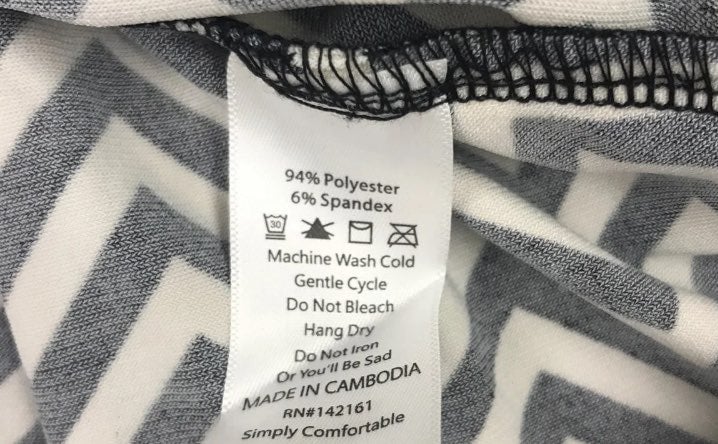 94% Polyester
6% Spandex
30
Machine Wash Cold
Gentle Cycle
Do Not Bleach
Hang Dry
Do Not Iron
Or You'll Be Sad
MADE IN CAMBODIA
RN#142161
Simply Comfortable